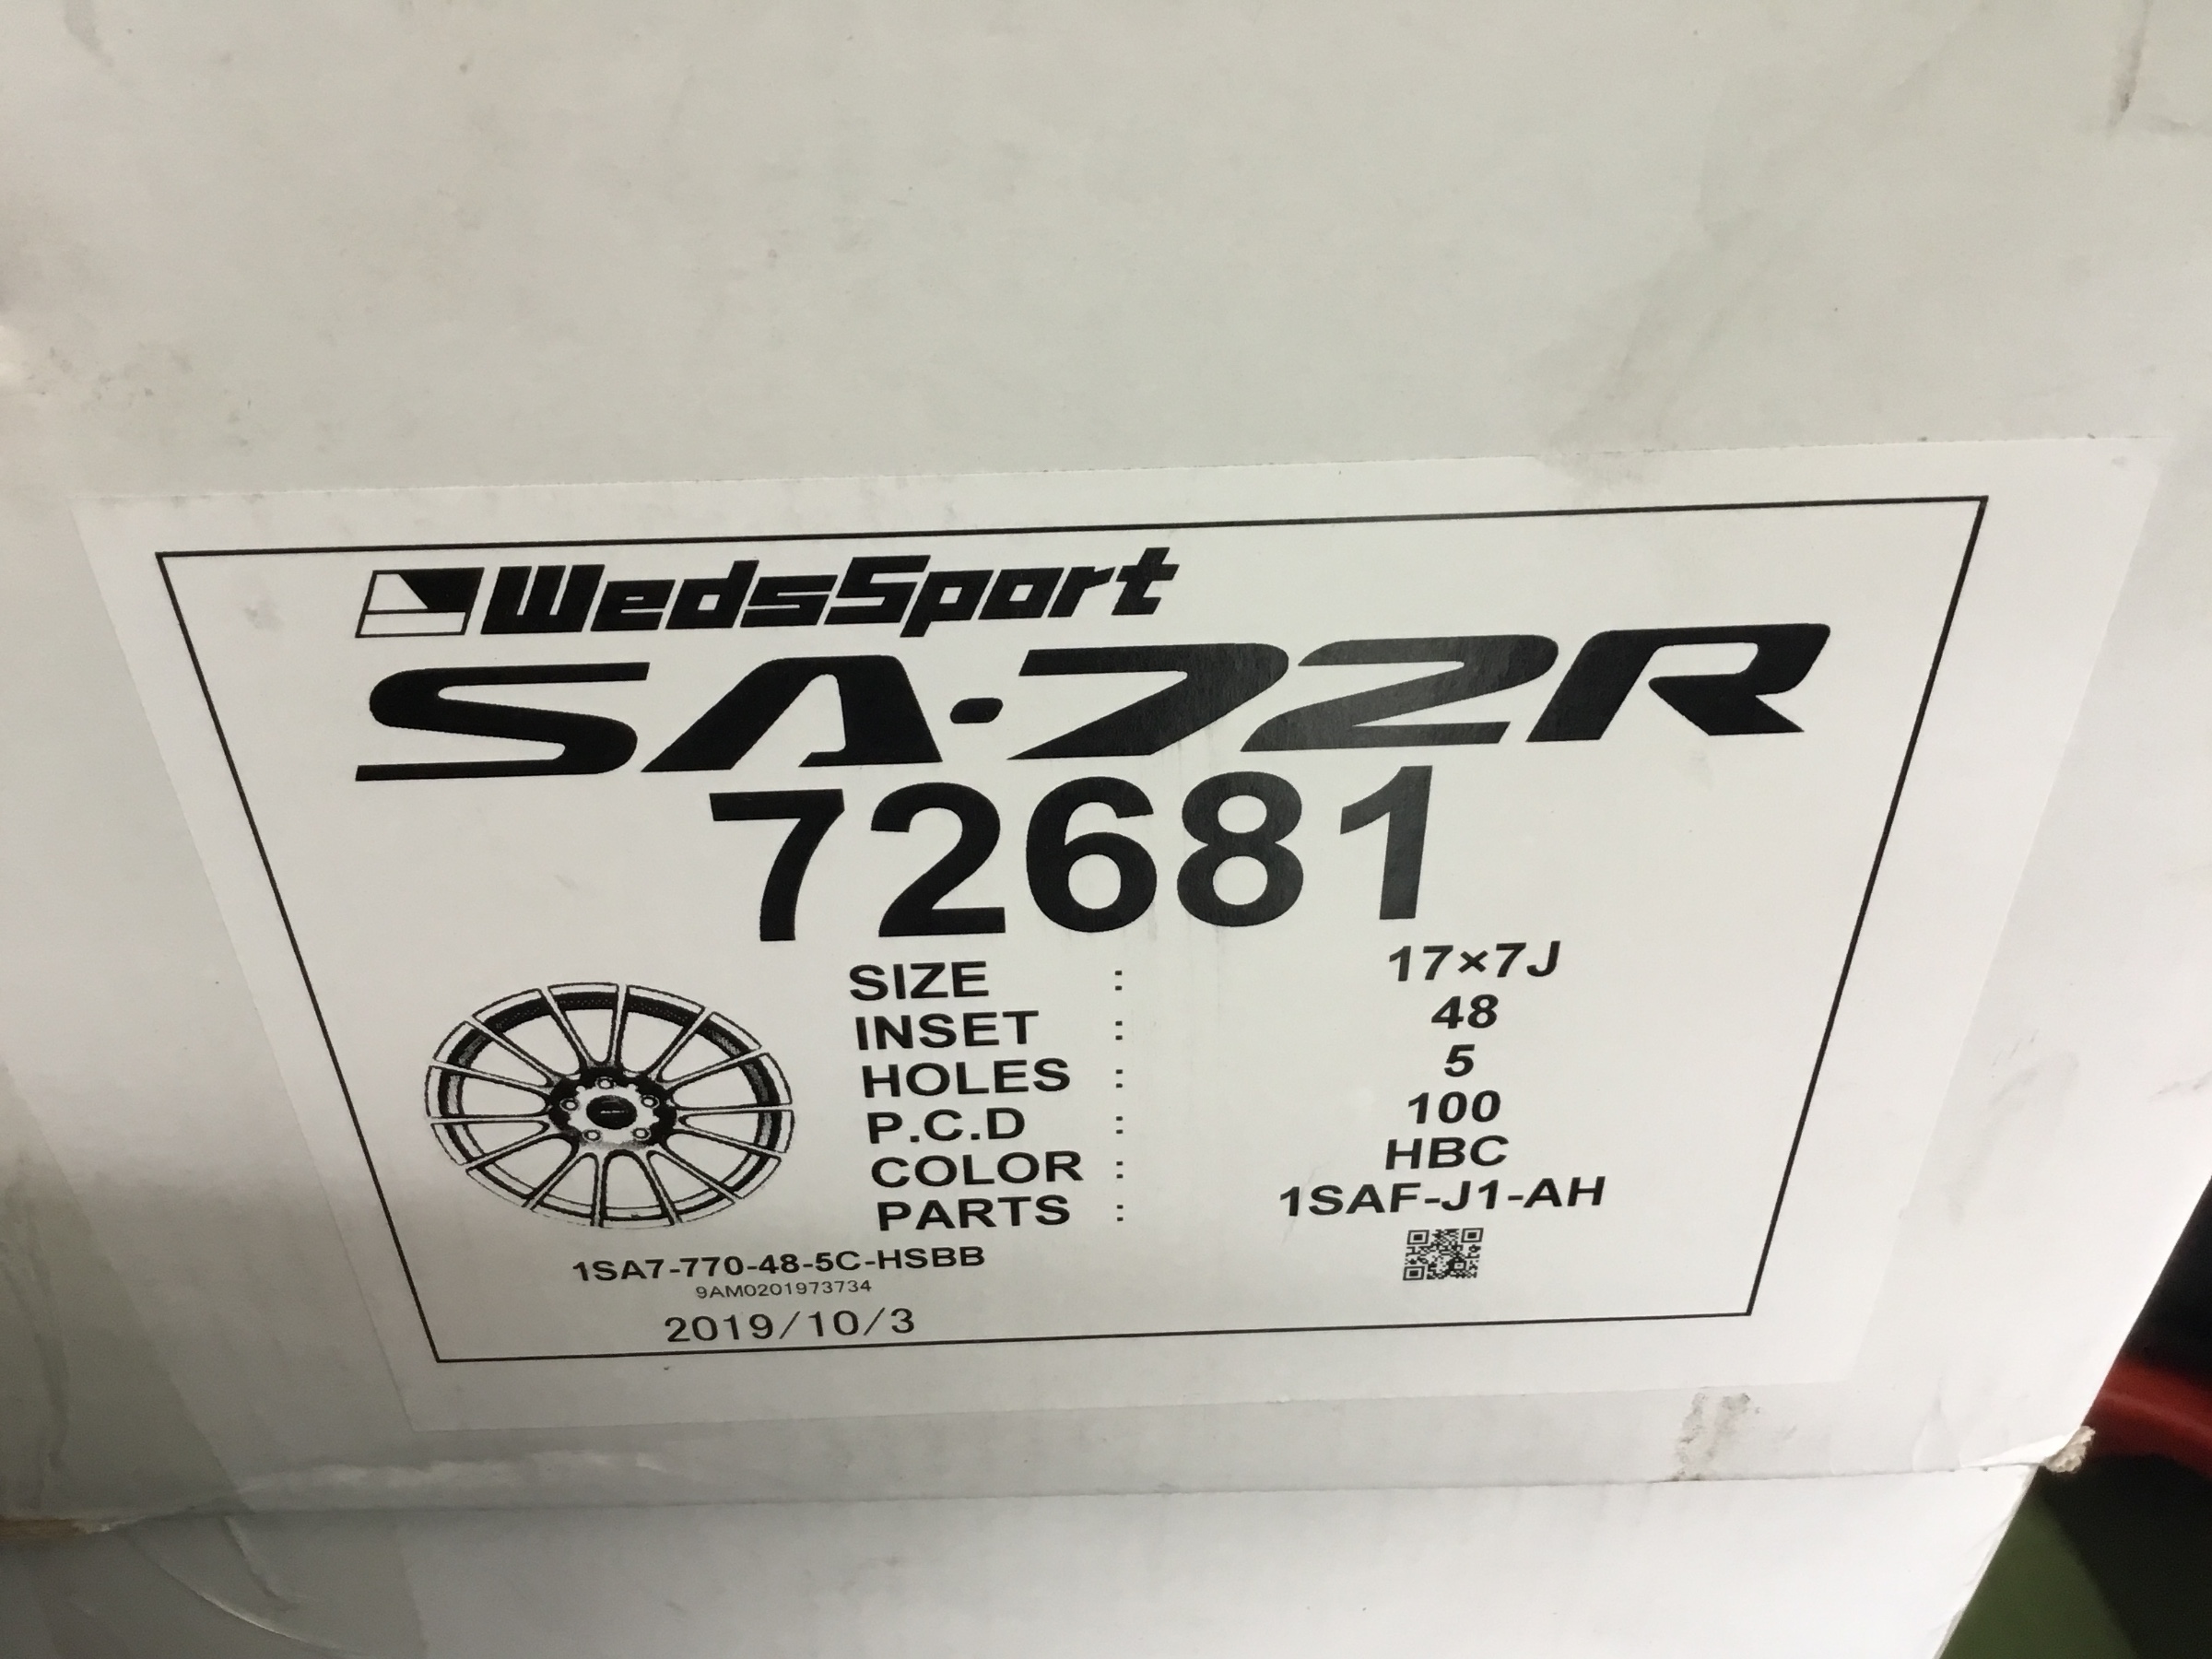 WedsSport
SA-72R
72681
SIZE : 17×7J
INSET : 48
HOLES : 5
P.C.D : 100
COLOR : HBC
PARTS : 1SAF-J1-AH
1SA7-770-48-5C-HSBB
9AM0201973734
2019/10/3